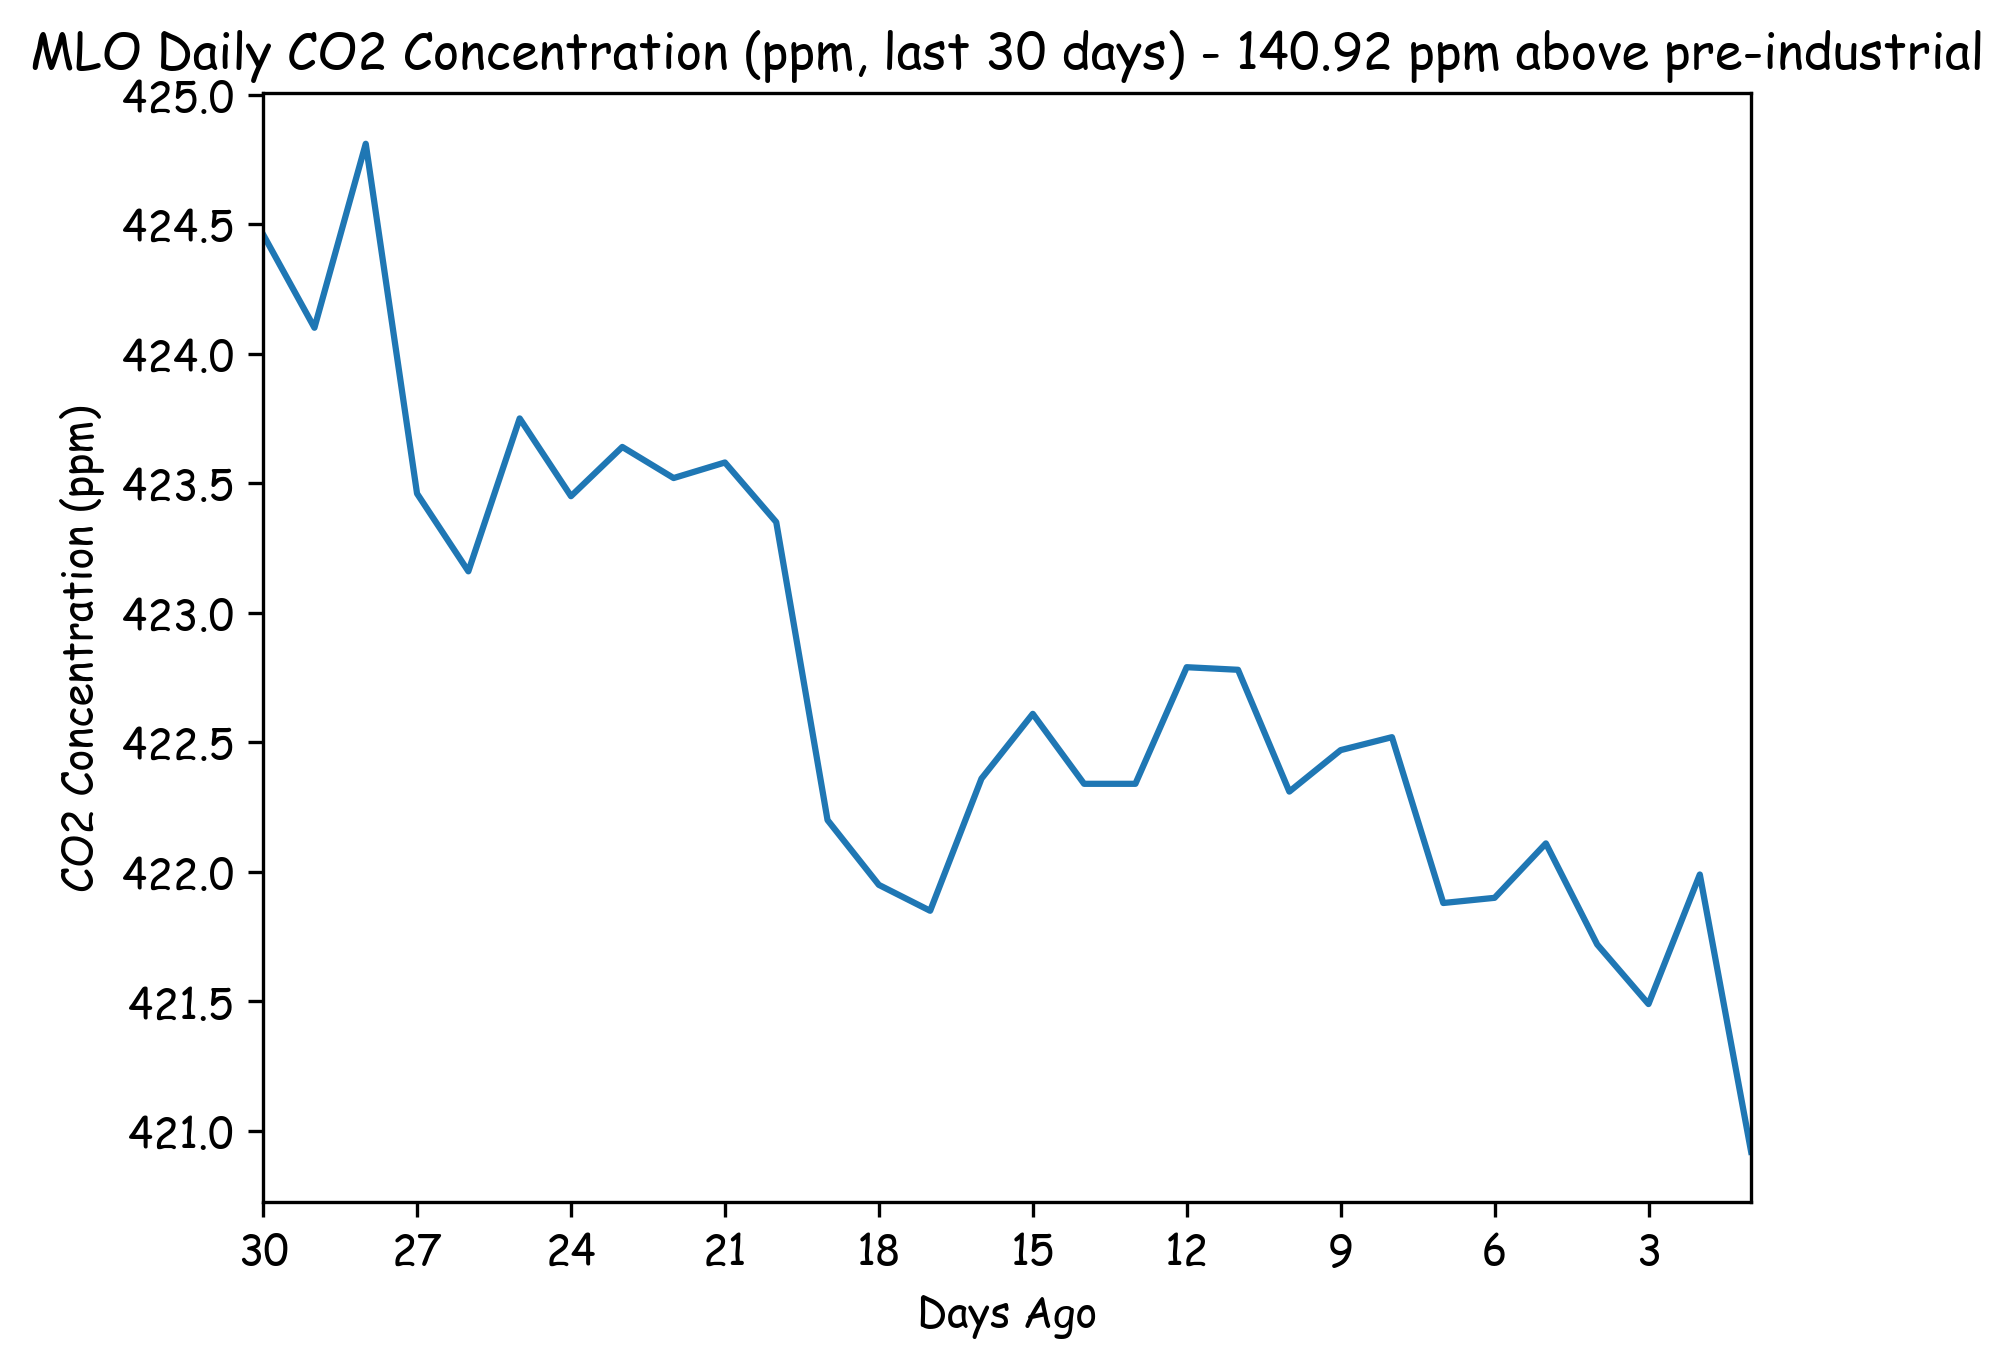 MLO Daily CO2 Concentration (ppm, last 30 days) - 140.92 ppm above pre-industrial
425.0
424.5
424.0
423.5
423.0
422.5
422.0
421.5
421.0
CO2 Concentration (ppm)
30 27 24 21 18 15 12 9 6 3
Days Ago